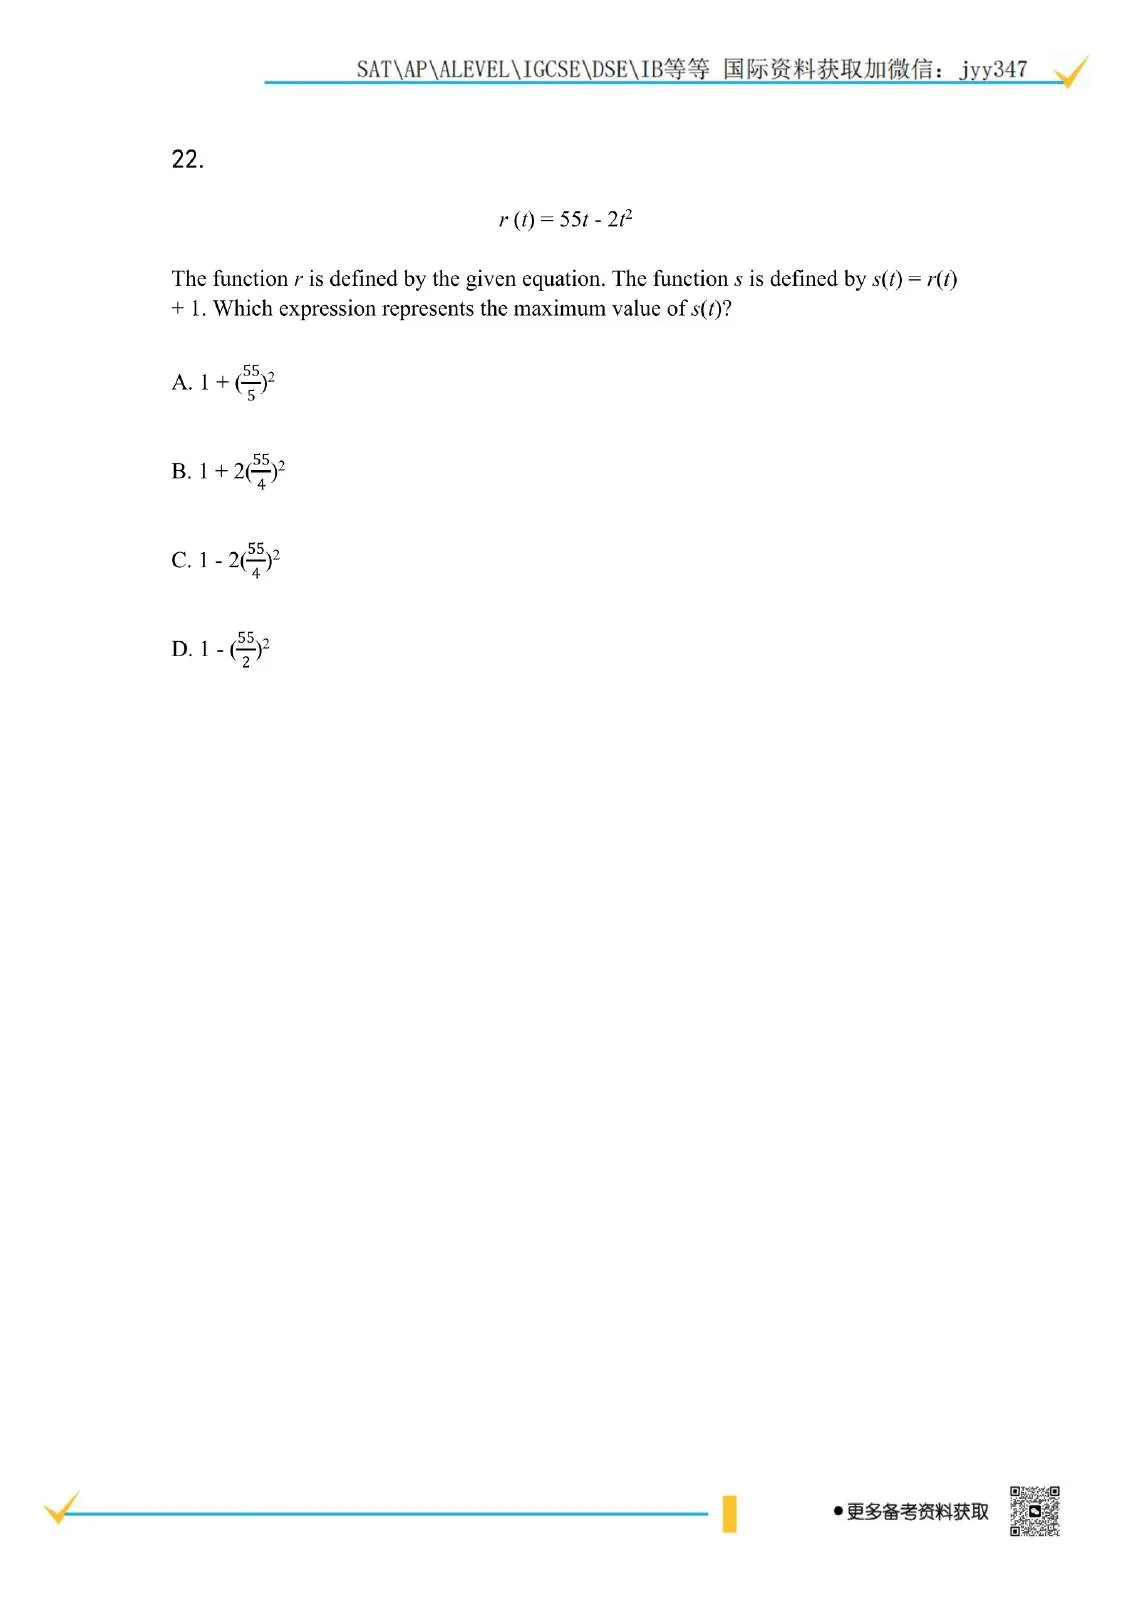 SAT\AP\ALEVEL\IGCSE\DSE\IB等等 国际资料获取加微信：jyy347
22.
r (t) = 55t - 2t²
The function r is defined by the given equation. The function s is defined by s(t) = r(t)
+ 1. Which expression represents the maximum value of s(t)?
A. 1 + (55/5)²
B. 1 + 2(55/4)²
C. 1 - 2(55/4)²
D. 1 - (55/2)²
●更多备考资料获取